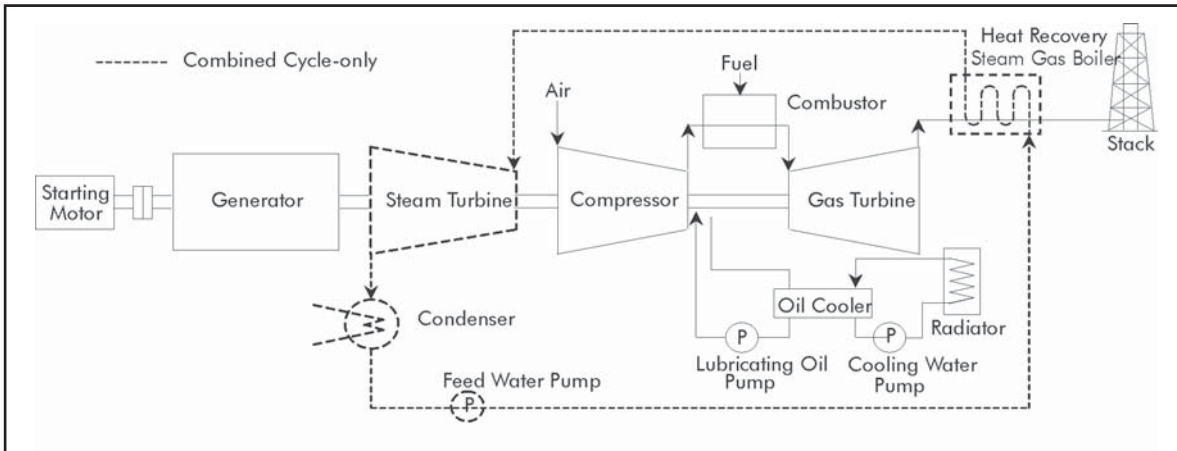 Combined Cycle-only
Heat Recovery
Steam Gas Boiler
Fuel
Air
Combustor
Stack
Starting
Motor
Generator
Steam Turbine
Compressor
Gas Turbine
Oil Cooler
Condenser
P
P
Radiator
Lubricating Oil
Pump
Cooling Water
Pump
Feed Water Pump
P